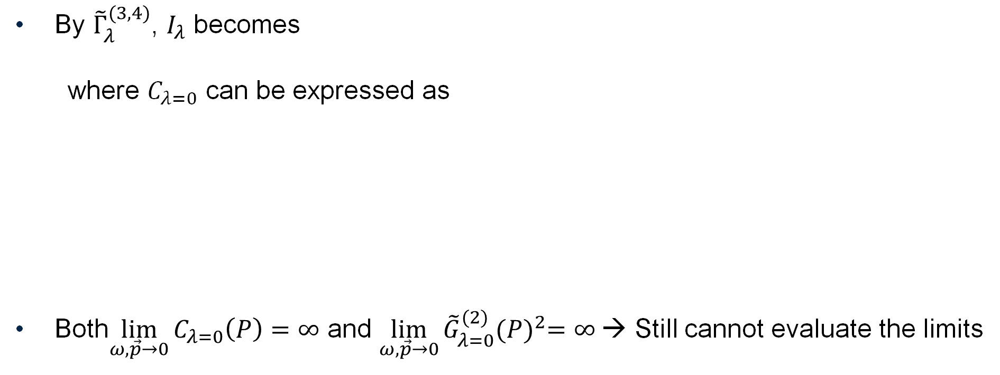 • By $\tilde{\Gamma}_{\lambda}^{(3,4)}$, $I_{\lambda}$ becomes
where $C_{\lambda=0}$ can be expressed as
• Both $\lim_{\omega,\vec{p}\to 0} C_{\lambda=0}(P) = \infty$ and $\lim_{\omega,\vec{p}\to 0} \tilde{G}_{\lambda=0}^{(2)}(P)^2 = \infty$ → Still cannot evaluate the limits